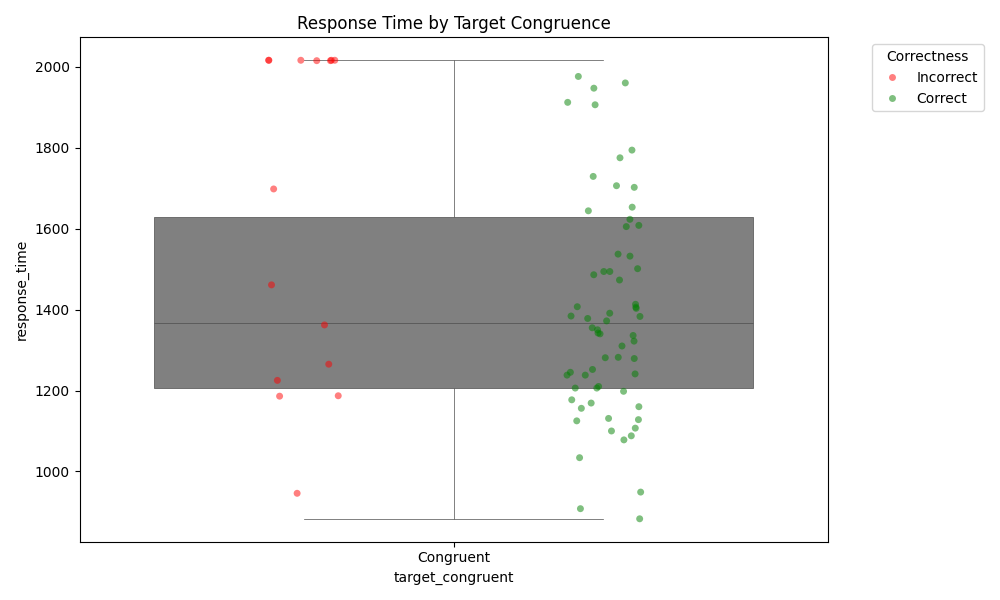 Response Time by Target Congruence
Correctness
Incorrect
Correct
response_time
2000
1800
1600
1400
1200
1000
Congruent
target_congruent